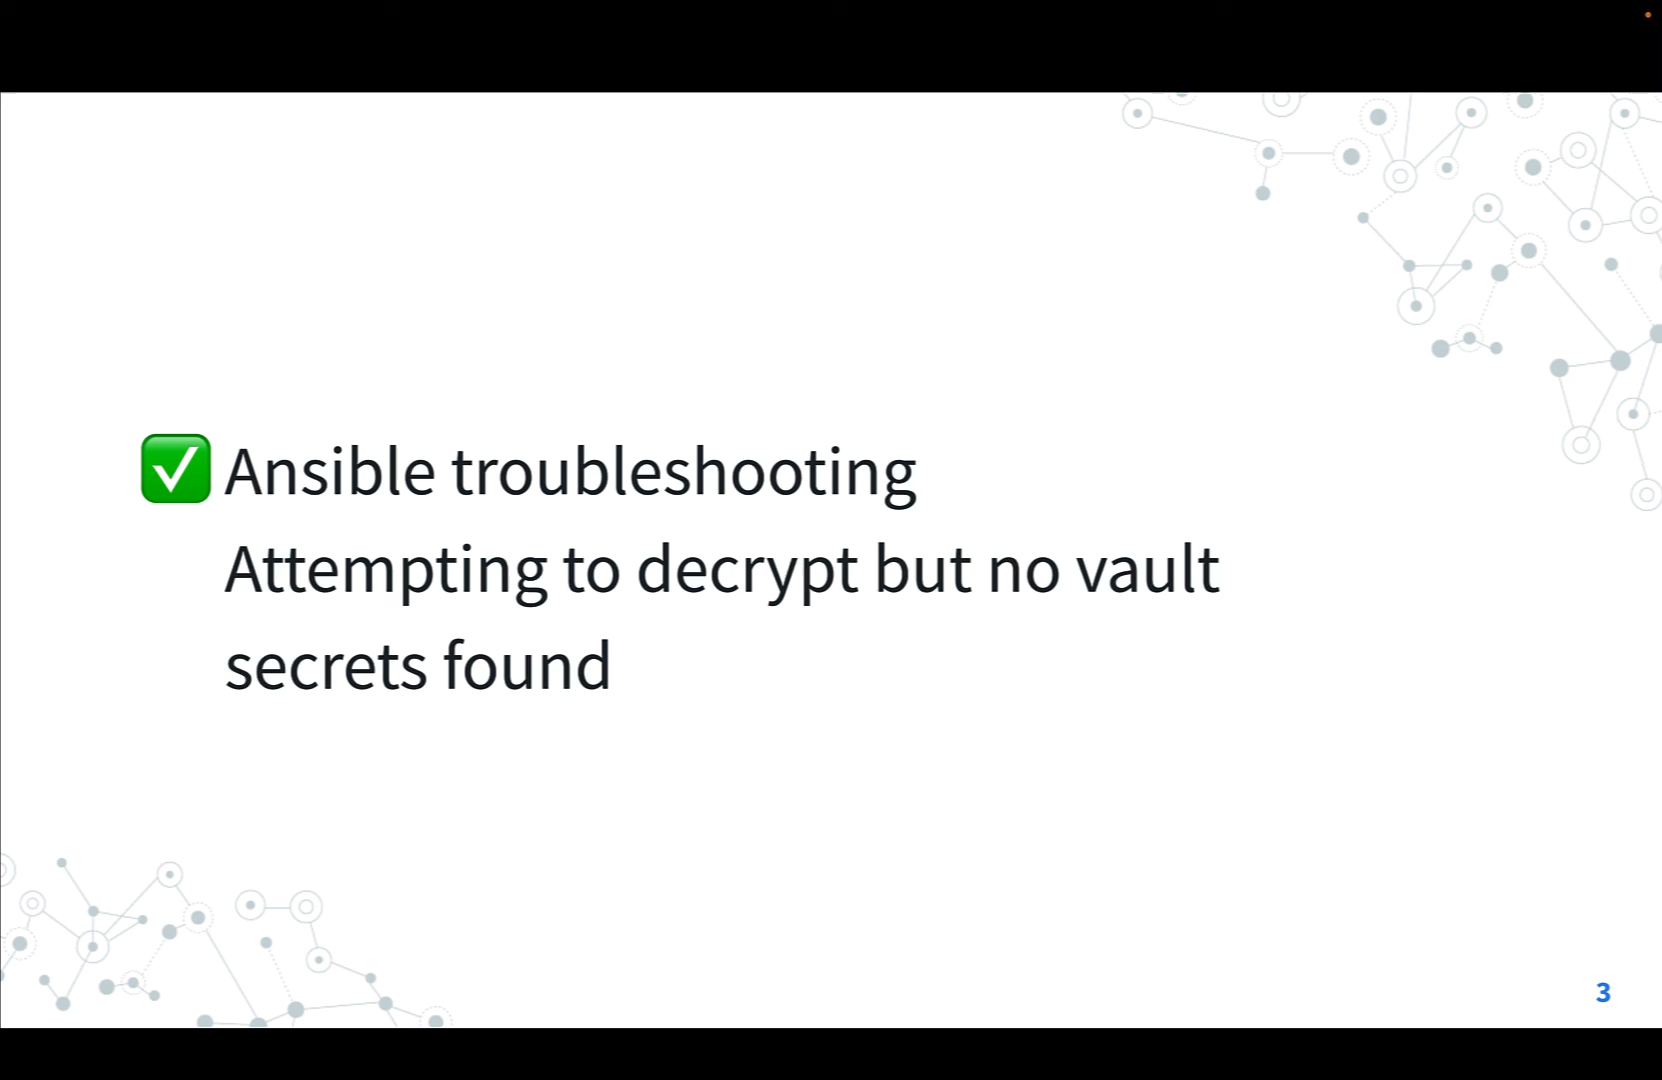 ✅ Ansible troubleshooting
Attempting to decrypt but no vault
secrets found
3